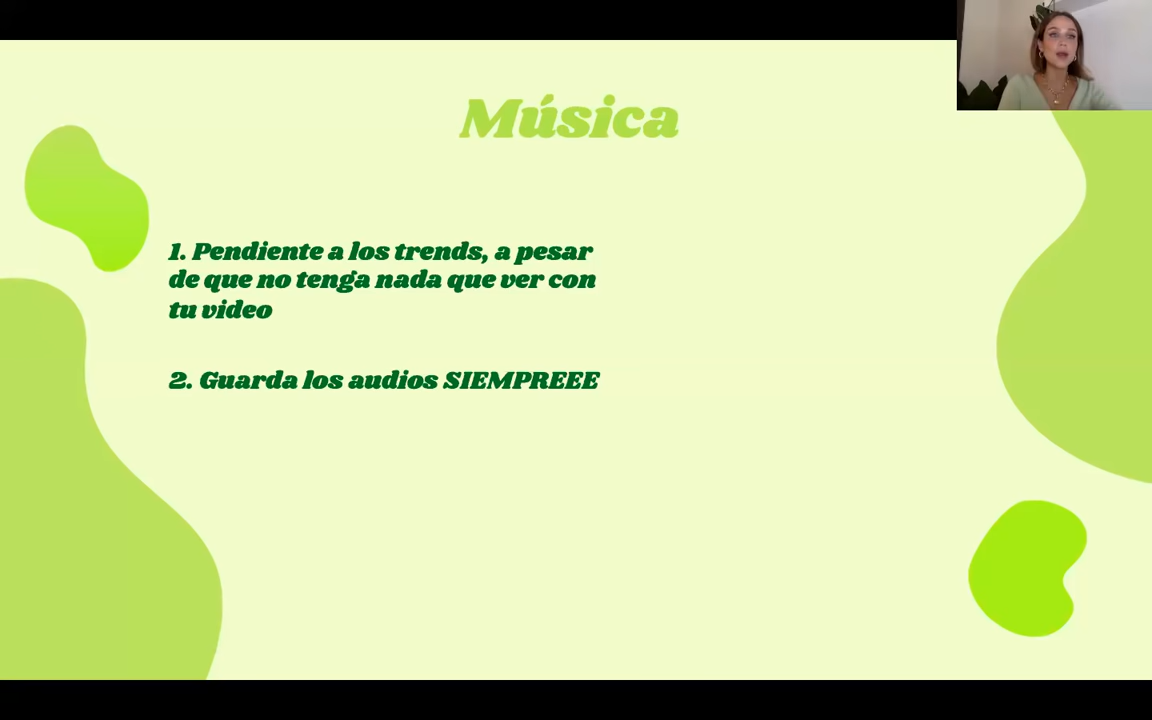 Música
1. Pendiente a los trends, a pesar
de que no tenga nada que ver con
tu video
2. Guarda los audios SIEMPREEE